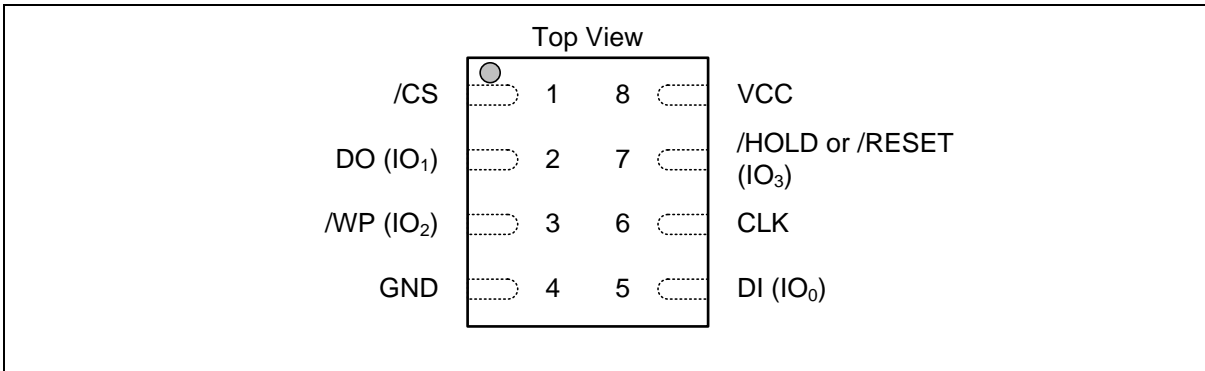 Top View
/CS 1 8 VCC
DO (IO₁) 2 7 /HOLD or /RESET
(IO₃)
/WP (IO₂) 3 6 CLK
GND 4 5 DI (IO₀)